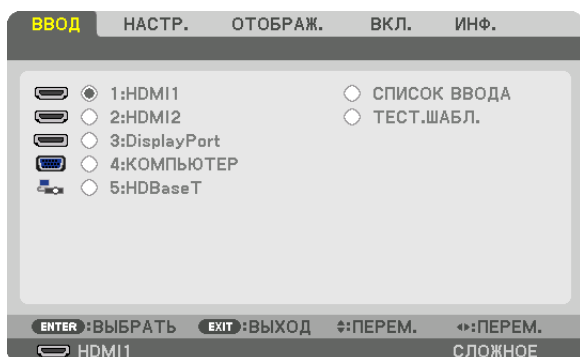 ВВОД НАСТР. ОТОБРАЖ. ВКЛ. ИНФ.
1:HDMI1 СПИСОК ВВОДА
2:HDMI2 ТЕСТ.ШАБЛ.
3:DisplayPort
4:КОМПЬЮТЕР
5:HDBaseT
ENTER :ВЫБРАТЬ EXIT :ВЫХОД :ПЕРЕМ. :ПЕРЕМ.
HDMI1 СЛОЖНОЕ